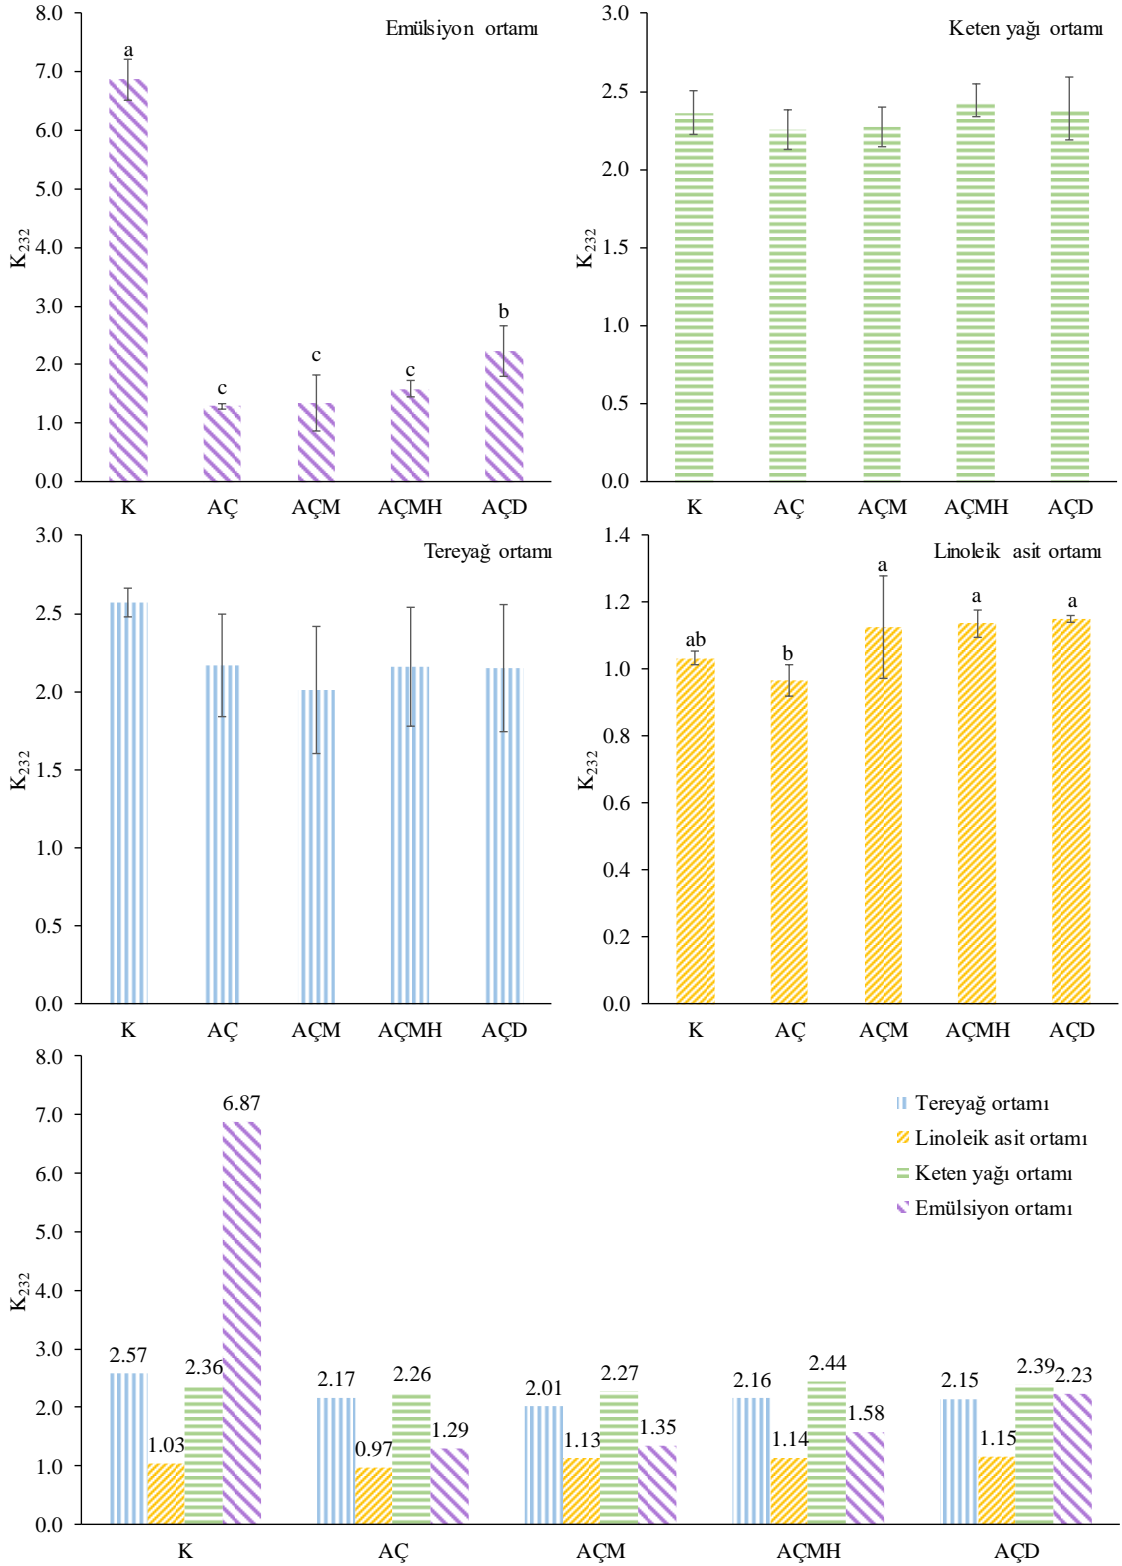 Emülsiyon ortamı
8.0
7.0
6.0
5.0
4.0
3.0
2.0
1.0
0.0
K₂₃₂
a
c
c
c
b
K AÇ AÇM AÇMH AÇD
Keten yağı ortamı
3.0
2.5
2.0
1.5
1.0
0.5
0.0
K₂₃₂
K AÇ AÇM AÇMH AÇD
Tereyağ ortamı
3.0
2.5
2.0
1.5
1.0
0.5
0.0
K₂₃₂
K AÇ AÇM AÇMH AÇD
Linoleik asit ortamı
1.4
1.2
1.0
0.8
0.6
0.4
0.2
0.0
K₂₃₂
ab
b
a
a
a
K AÇ AÇM AÇMH AÇD
8.0
7.0
6.0
5.0
4.0
3.0
2.0
1.0
0.0
K₂₃₂
Tereyağ ortamı
Linoleik asit ortamı
Keten yağı ortamı
Emülsiyon ortamı
2.57 1.03 2.36 6.87
2.17 0.97 2.26 1.29
2.01 1.13 2.27 1.35
2.16 1.14 2.44 1.58
2.15 1.15 2.39 2.23
K AÇ AÇM AÇMH AÇD